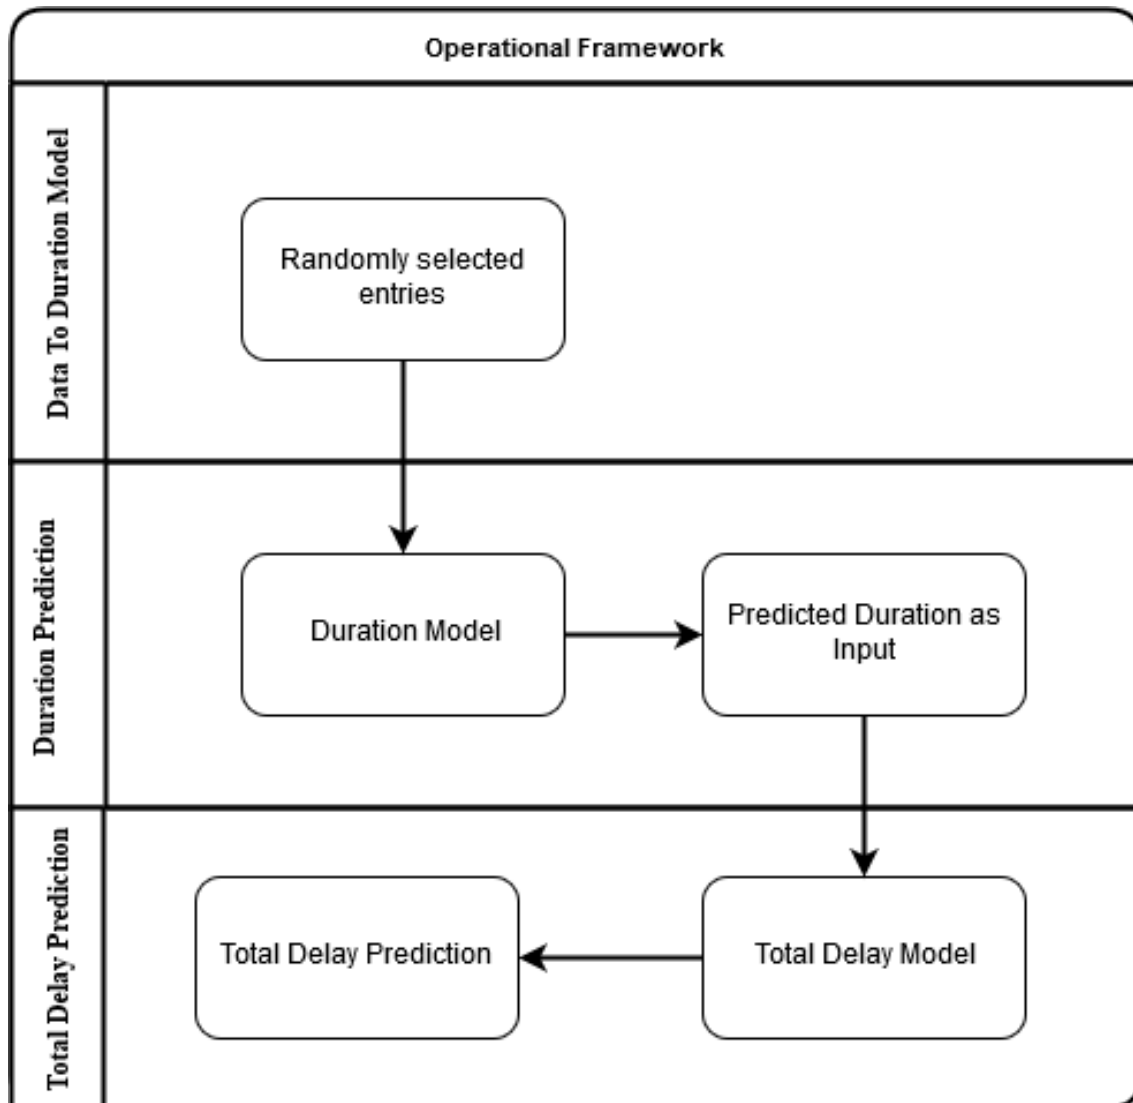 Operational Framework
Data To Duration Model
Randomly selected
entries
Duration Prediction
Duration Model
Predicted Duration as
Input
Total Delay Prediction
Total Delay Prediction
Total Delay Model